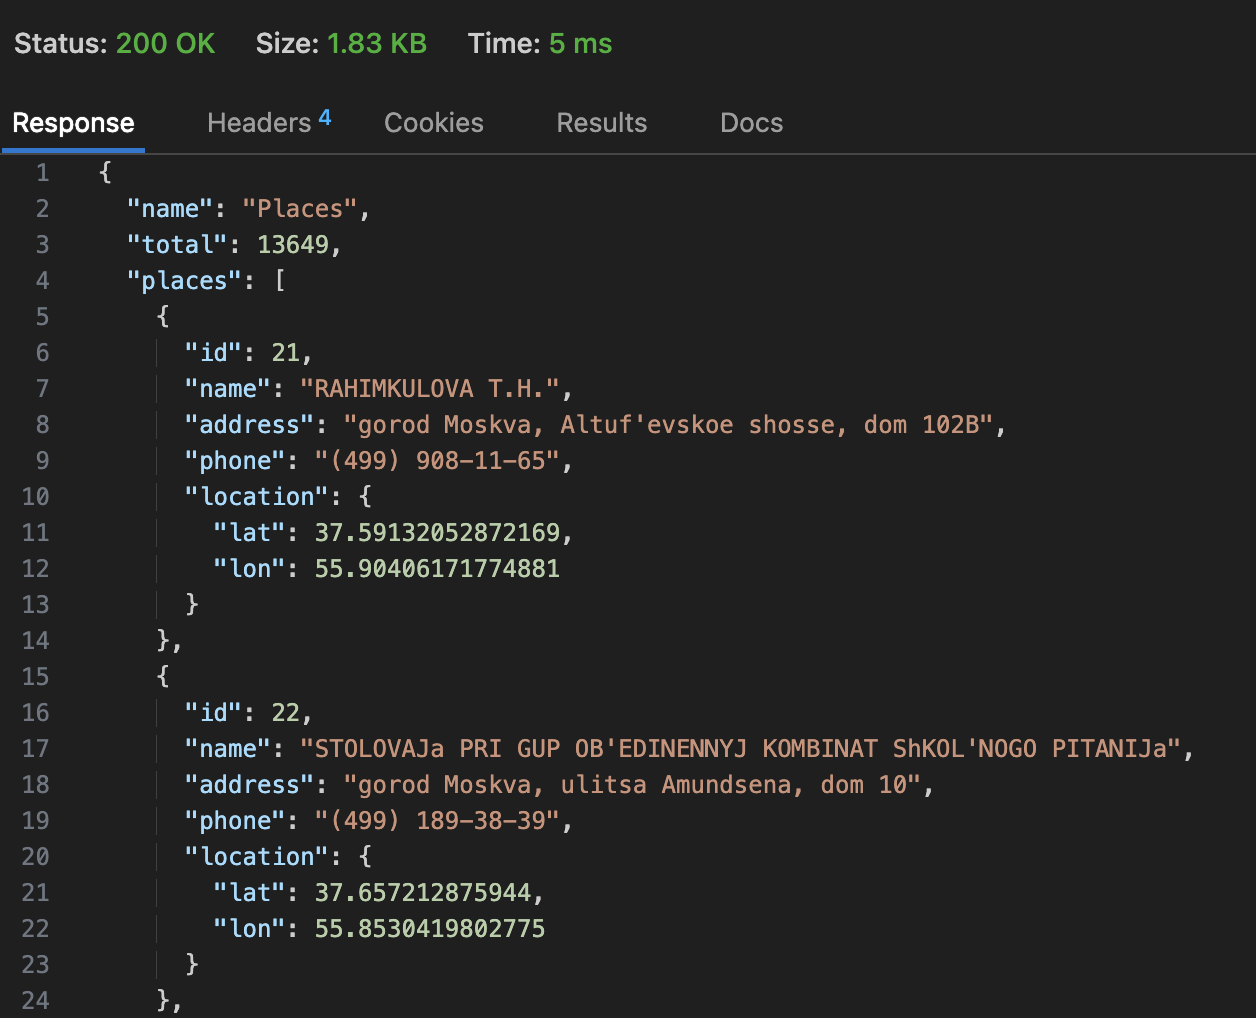 Status: 200 OK Size: 1.83 KB Time: 5 ms
Response Headers 4 Cookies Results Docs
1 {
2 "name": "Places",
3 "total": 13649,
4 "places": [
5 {
6 "id": 21,
7 "name": "RAHIMKULOVA T.H.",
8 "address": "gorod Moskva, Altuf'evskoe shosse, dom 102B",
9 "phone": "(499) 908-11-65",
10 "location": {
11 "lat": 37.59132052872169,
12 "lon": 55.90406171774881
13 }
14 },
15 {
16 "id": 22,
17 "name": "STOLOVAJa PRI GUP OB'EDINENNYJ KOMBINAT ShKOL'NOGO PITANIJa",
18 "address": "gorod Moskva, ulitsa Amundsena, dom 10",
19 "phone": "(499) 189-38-39",
20 "location": {
21 "lat": 37.657212875944,
22 "lon": 55.8530419802775
23 }
24 },